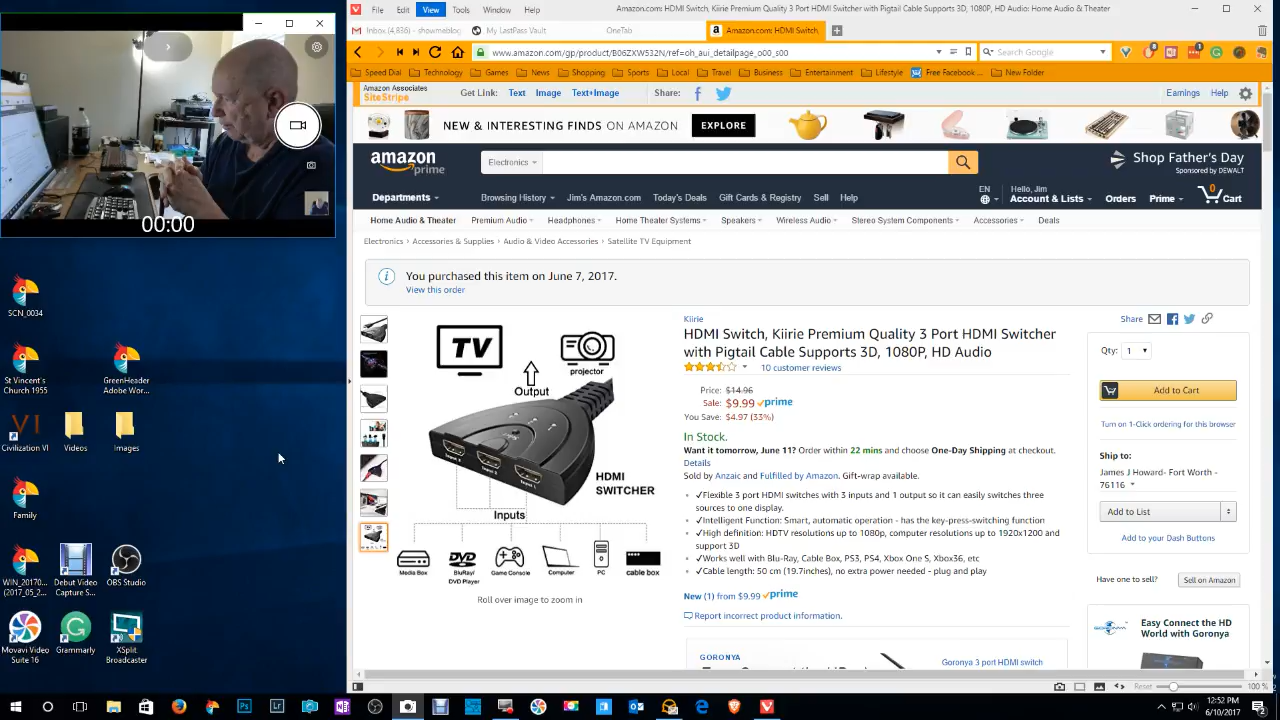 File Edit View Tools Window Help
Amazon.com: HDMI Switch, Kiirie Premium Quality 3 Port HDMI Switcher with Pigtail Cable Supports 3D, 1080P, HD Audio: Home Audio & Theater
Inbox (4,836) - showmeblog
My LastPass Vault
OneTab
Amazon.com: HDMI Switch,
www.amazon.com/gp/product/B06ZXW532N/ref=oh_aui_detailpage_o00_s00
Search Google
Speed Dial Technology Games News Shopping Sports Local Travel Business Entertainment Lifestyle Free Facebook ... New Folder
Amazon Associates
SiteStripe
Get Link: Text Image Text+Image Share: Earnings Help
NEW & INTERESTING FINDS ON AMAZON EXPLORE
amazon prime
Electronics
Shop Father's Day
Sponsored by DEWALT
Departments Browsing History Jim's Amazon.com Today's Deals Gift Cards & Registry Sell Help
EN
Hello, Jim
Account & Lists Orders Prime 0 Cart
Home Audio & Theater Premium Audio Headphones Home Theater Systems Speakers Wireless Audio Stereo System Components Accessories Deals
Electronics › Accessories & Supplies › Audio & Video Accessories › Satellite TV Equipment
You purchased this item on June 7, 2017.
View this order
TV
projector
Output
Input 3
Input 2
Input 1
HDMI
SWITCHER
Inputs
Media Box
DVD
BluRay/
DVD Player
Game Console
Computer
PC
cable box
Roll over image to zoom in
Kiirie
HDMI Switch, Kiirie Premium Quality 3 Port HDMI Switcher
with Pigtail Cable Supports 3D, 1080P, HD Audio
10 customer reviews
Price: $14.96
Sale: $9.99 prime
You Save: $4.97 (33%)
In Stock.
Want it tomorrow, June 11? Order within 22 mins and choose One-Day Shipping at checkout.
Details
Sold by Anzaic and Fulfilled by Amazon. Gift-wrap available.
✓Flexible 3 port HDMI switches with 3 inputs and 1 output so it can easily switches three
sources to one display.
✓Intelligent Function: Smart, automatic operation - has the key-press-switching function
✓High definition: HDTV resolutions up to 1080p, computer resolutions up to 1920x1200 and
support 3D
✓Works well with Blu-Ray, Cable Box, PS3, PS4, Xbox One S, Xbox36, etc
✓Cable length: 50 cm (19.7inches), no extra power needed - plug and play
New (1) from $9.99 prime
Report incorrect product information.
GORONYA
Goronya 3 port HDMI switch
Share
Qty: 1
Add to Cart
Turn on 1-Click ordering for this browser
Ship to:
James J Howard- Fort Worth -
76116
Add to List
Add to your Dash Buttons
Have one to sell? Sell on Amazon
Easy Connect the HD
World with Goronya
Reset 100 %
00:00
SCN_0034
St Vincent's
Church 1955
GreenHeader
Adobe Wor...
Civilization VI
Videos
Images
Family
WIN_20170...
(2017_05_2...
Debut Video
Capture S...
OBS Studio
Movavi Video
Suite 16
Grammarly
XSplit
Broadcaster
12:52 PM
6/10/2017